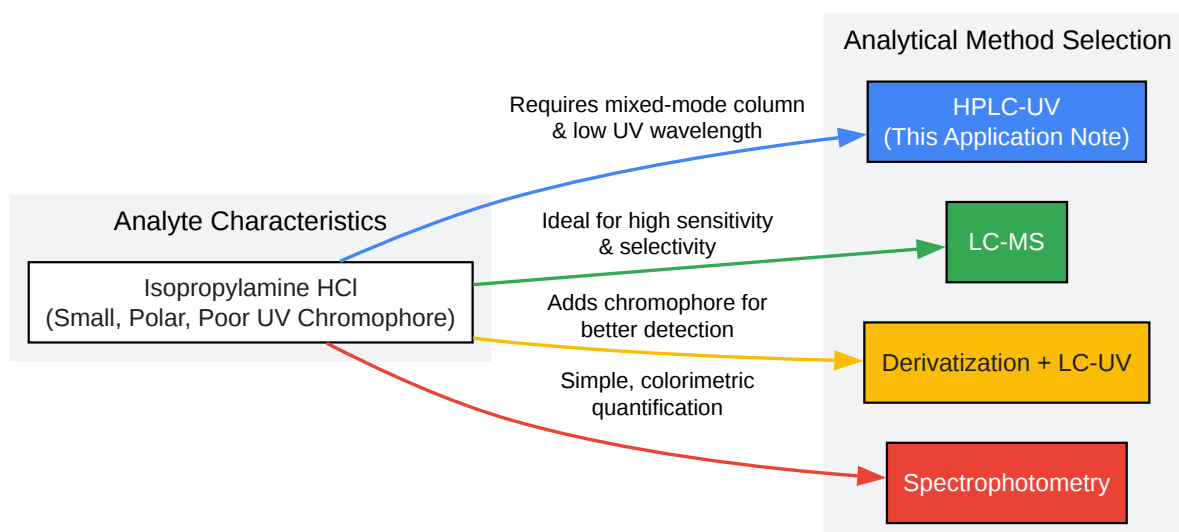 Analytical Method Selection
HPLC-UV
(This Application Note)
Requires mixed-mode column
& low UV wavelength
Analyte Characteristics
Isopropylamine HCl
(Small, Polar, Poor UV Chromophore)
Ideal for high sensitivity
& selectivity
LC-MS
Adds chromophore for
better detection
Derivatization + LC-UV
Simple, colorimetric
quantification
Spectrophotometry